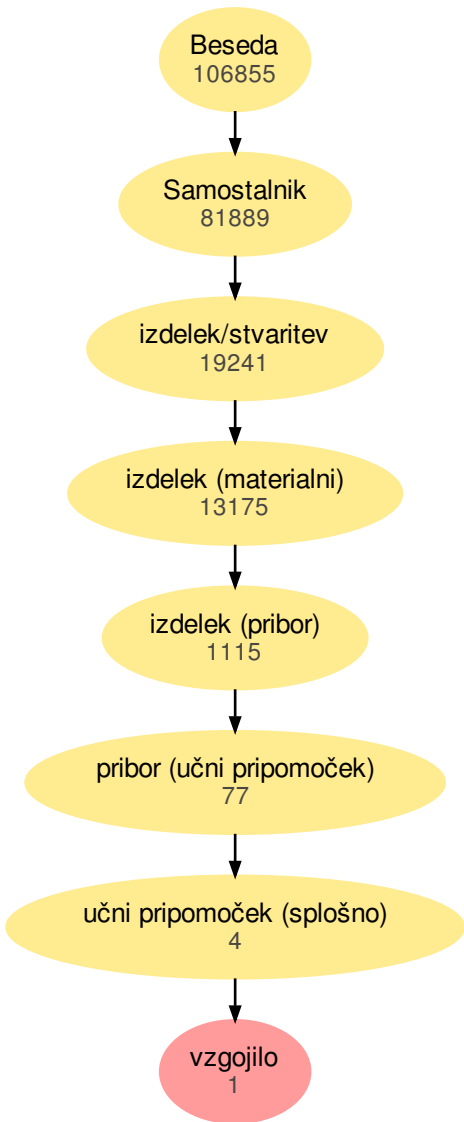 Beseda
106855
Samostalnik
81889
izdelek/stvaritev
19241
izdelek (materialni)
13175
izdelek (pribor)
1115
pribor (učni pripomoček)
77
učni pripomoček (splošno)
4
vzgojilo
1